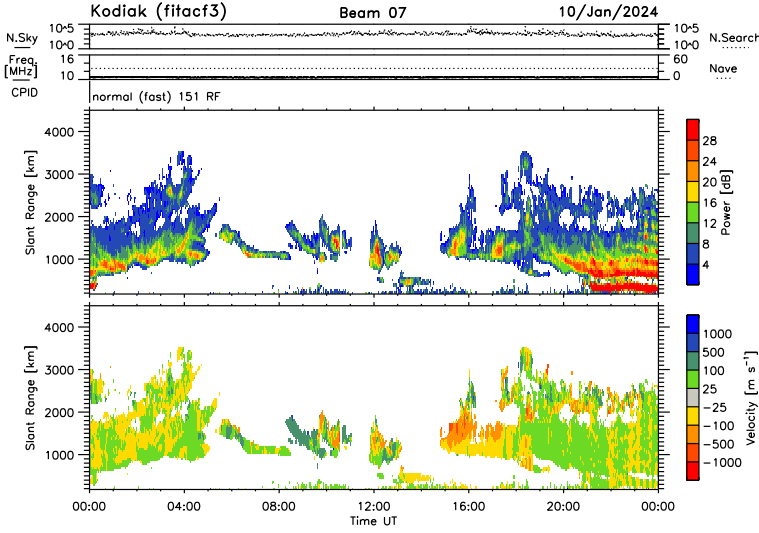 Kodiak (fitacf3) Beam 07 10/Jan/2024
N.Sky 10^5 10^0 10^5 10^0 N.Search
Freq. [MHz] 16 10 60 0 Nave
CPID normal (fast) 151 RF
Slant Range [km] 4000 3000 2000 1000
28 24 20 16 12 8 4 Power [dB]
Slant Range [km] 4000 3000 2000 1000
1000 500 100 25 −25 −100 −500 −1000 Velocity [m s⁻¹]
00:00 04:00 08:00 12:00 16:00 20:00 00:00
Time UT